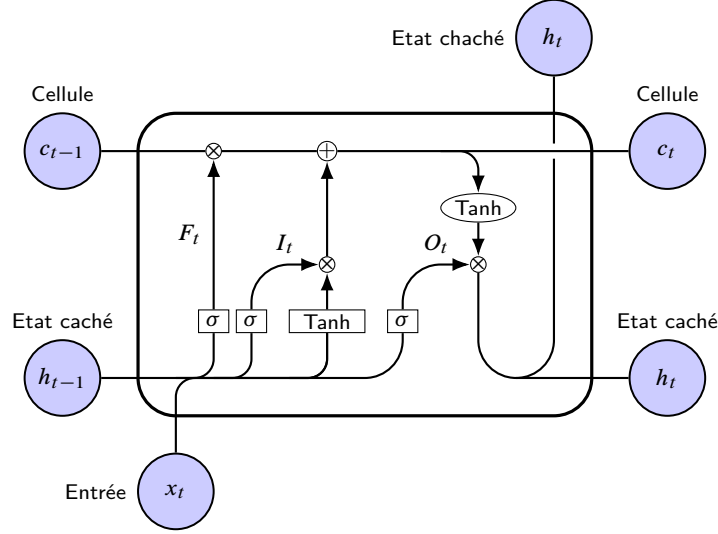 Etat chaché
h_t
Cellule
c_{t−1}
Cellule
c_t
⊗
⊕
Tanh
F_t
I_t
O_t
⊗
⊗
σ
σ
Tanh
σ
Etat caché
h_{t−1}
Etat caché
h_t
Entrée
x_t